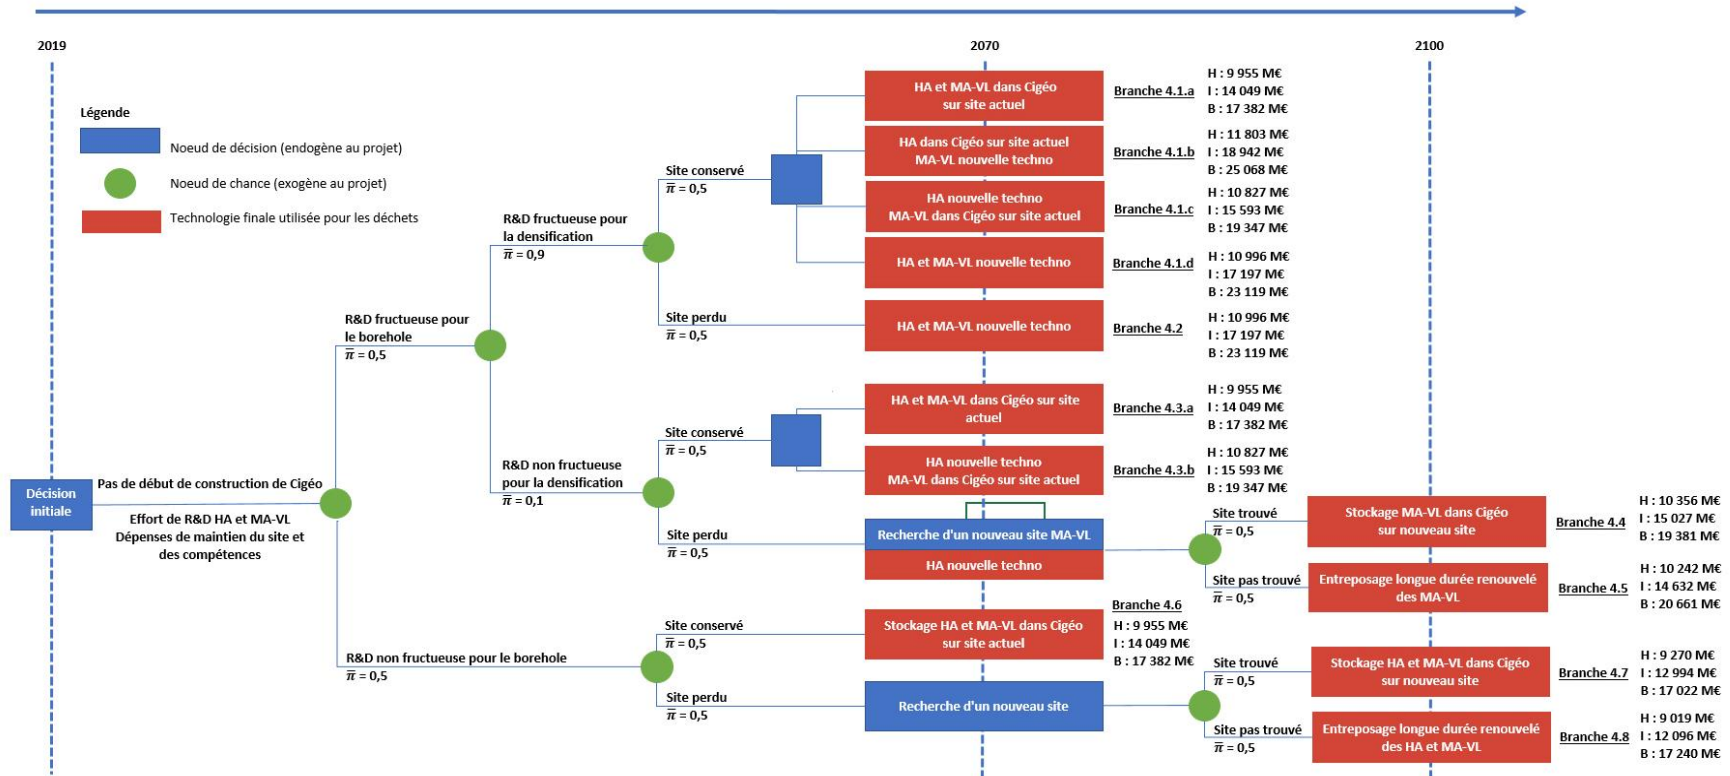 2019
2070
2100
Légende
Noeud de décision (endogène au projet)
Noeud de chance (exogène au projet)
Technologie finale utilisée pour les déchets
Décision
initiale
Pas de début de construction de Cigéo
Effort de R&D HA et MA-VL
Dépenses de maintien du site et
des compétences
R&D fructueuse pour
le borehole
π̅ = 0,5
R&D fructueuse pour
la densification
π̅ = 0,9
Site conservé
π̅ = 0,5
HA et MA-VL dans Cigéo
sur site actuel
Branche 4.1.a
H : 9 955 M€
I : 14 049 M€
B : 17 382 M€
HA dans Cigéo sur site actuel
MA-VL nouvelle techno
Branche 4.1.b
H : 11 803 M€
I : 18 942 M€
B : 25 068 M€
HA nouvelle techno
MA-VL dans Cigéo sur site actuel
Branche 4.1.c
H : 10 827 M€
I : 15 593 M€
B : 19 347 M€
HA et MA-VL nouvelle techno
Branche 4.1.d
H : 10 996 M€
I : 17 197 M€
B : 23 119 M€
Site perdu
π̅ = 0,5
HA et MA-VL nouvelle techno
Branche 4.2
H : 10 996 M€
I : 17 197 M€
B : 23 119 M€
R&D non fructueuse
pour la densification
π̅ = 0,1
Site conservé
π̅ = 0,5
HA et MA-VL dans Cigéo sur site
actuel
Branche 4.3.a
H : 9 955 M€
I : 14 049 M€
B : 17 382 M€
HA nouvelle techno
MA-VL dans Cigéo sur site actuel
Branche 4.3.b
H : 10 827 M€
I : 15 593 M€
B : 19 347 M€
Site perdu
π̅ = 0,5
Recherche d'un nouveau site MA-VL
HA nouvelle techno
Site trouvé
π̅ = 0,5
Stockage MA-VL dans Cigéo
sur nouveau site
Branche 4.4
H : 10 356 M€
I : 15 027 M€
B : 19 381 M€
Site pas trouvé
π̅ = 0,5
Entreposage longue durée renouvelé
des MA-VL
Branche 4.5
H : 10 242 M€
I : 14 632 M€
B : 20 661 M€
R&D non fructueuse pour le borehole
π̅ = 0,5
Site conservé
π̅ = 0,5
Stockage HA et MA-VL dans Cigéo
sur site actuel
Branche 4.6
H : 9 955 M€
I : 14 049 M€
B : 17 382 M€
Site perdu
π̅ = 0,5
Recherche d'un nouveau site
Site trouvé
π̅ = 0,5
Stockage HA et MA-VL dans Cigéo
sur nouveau site
Branche 4.7
H : 9 270 M€
I : 12 994 M€
B : 17 022 M€
Site pas trouvé
π̅ = 0,5
Entreposage longue durée renouvelé
des HA et MA-VL
Branche 4.8
H : 9 019 M€
I : 12 096 M€
B : 17 240 M€